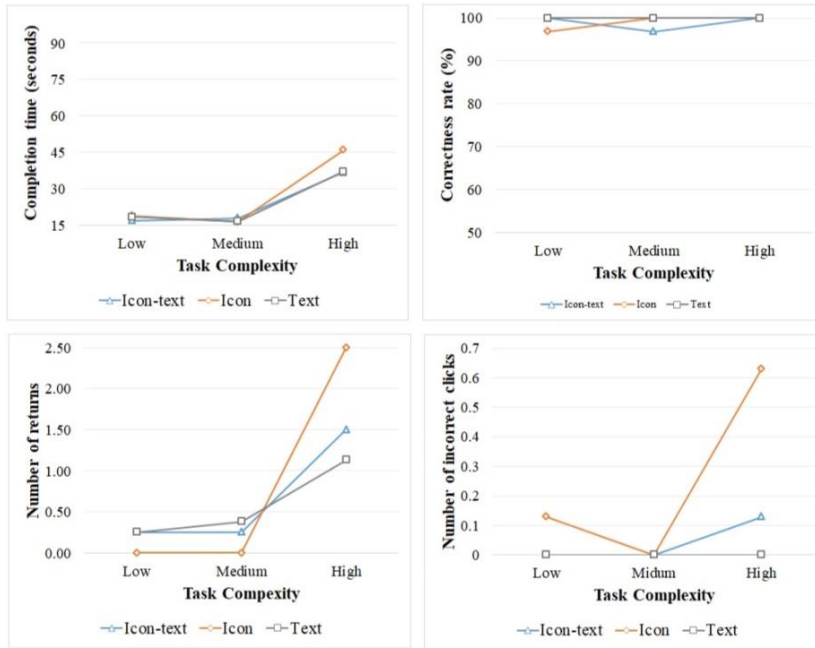 Completion time (seconds)
90
75
60
45
30
15
Low Medium High
Task Complexity
Icon-text Icon Text
Correctness rate (%)
100
90
80
70
60
50
Low Medium High
Task Complexity
Icon-text Icon Text
Number of returns
2.50
2.00
1.50
1.00
0.50
0.00
Low Medium High
Task Compexity
Icon-text Icon Text
Number of incorrect clicks
0.7
0.6
0.5
0.4
0.3
0.2
0.1
0
Low Midum High
Task Complexity
Icon-text Icon Text